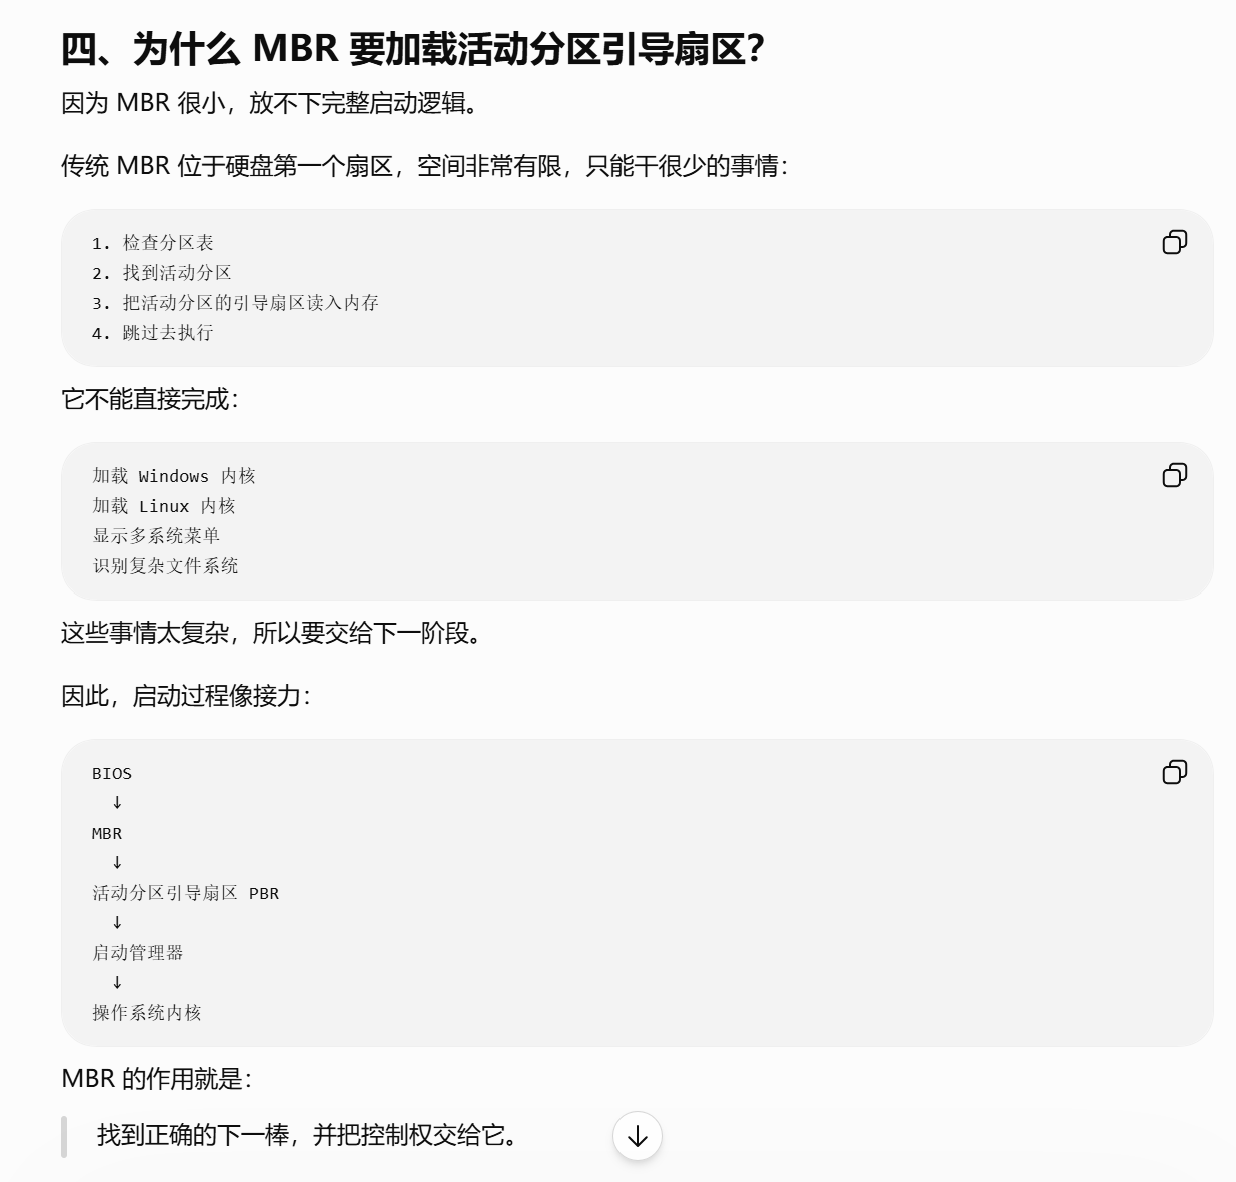 四、为什么 MBR 要加载活动分区引导扇区？
因为 MBR 很小，放不下完整启动逻辑。
传统 MBR 位于硬盘第一个扇区，空间非常有限，只能干很少的事情：
1. 检查分区表
2. 找到活动分区
3. 把活动分区的引导扇区读入内存
4. 跳过去执行
它不能直接完成：
加载 Windows 内核
加载 Linux 内核
显示多系统菜单
识别复杂文件系统
这些事情太复杂，所以要交给下一阶段。
因此，启动过程像接力：
BIOS
↓
MBR
↓
活动分区引导扇区 PBR
↓
启动管理器
↓
操作系统内核
MBR 的作用就是：
找到正确的下一棒，并把控制权交给它。